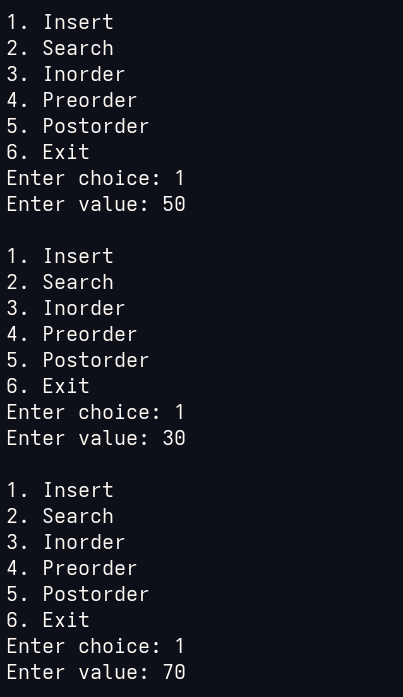 1. Insert
2. Search
3. Inorder
4. Preorder
5. Postorder
6. Exit
Enter choice: 1
Enter value: 50

1. Insert
2. Search
3. Inorder
4. Preorder
5. Postorder
6. Exit
Enter choice: 1
Enter value: 30

1. Insert
2. Search
3. Inorder
4. Preorder
5. Postorder
6. Exit
Enter choice: 1
Enter value: 70